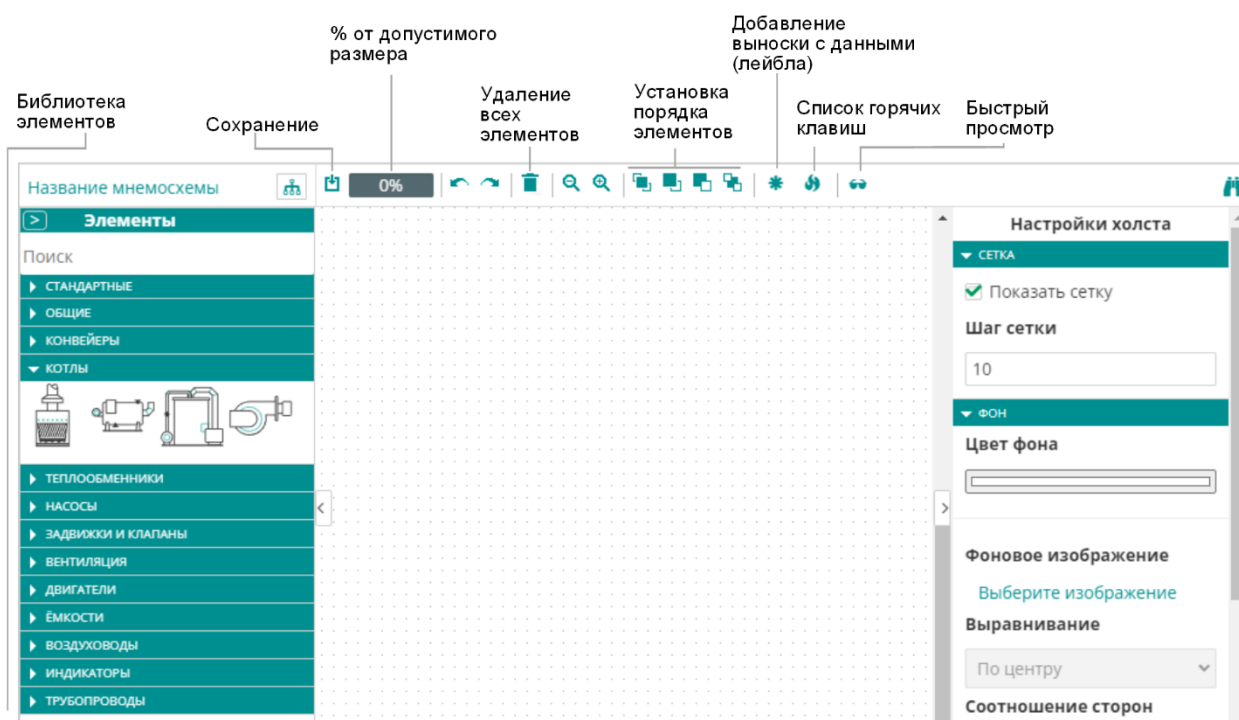 Добавление
выноски с данными
(лейбла)
% от допустимого
размера
Удаление
всех
элементов
Установка
порядка
элементов
Библиотека
элементов
Сохранение
Список горячих
клавиш
Быстрый
просмотр
Название мнемосхемы
0%
> Элементы
Поиск
СТАНДАРТНЫЕ
ОБЩИЕ
КОНВЕЙЕРЫ
КОТЛЫ
ТЕПЛООБМЕННИКИ
НАСОСЫ
ЗАДВИЖКИ И КЛАПАНЫ
ВЕНТИЛЯЦИЯ
ДВИГАТЕЛИ
ЁМКОСТИ
ВОЗДУХОВОДЫ
ИНДИКАТОРЫ
ТРУБОПРОВОДЫ
Настройки холста
СЕТКА
Показать сетку
Шаг сетки
10
ФОН
Цвет фона
Фоновое изображение
Выберите изображение
Выравнивание
По центру
Соотношение сторон